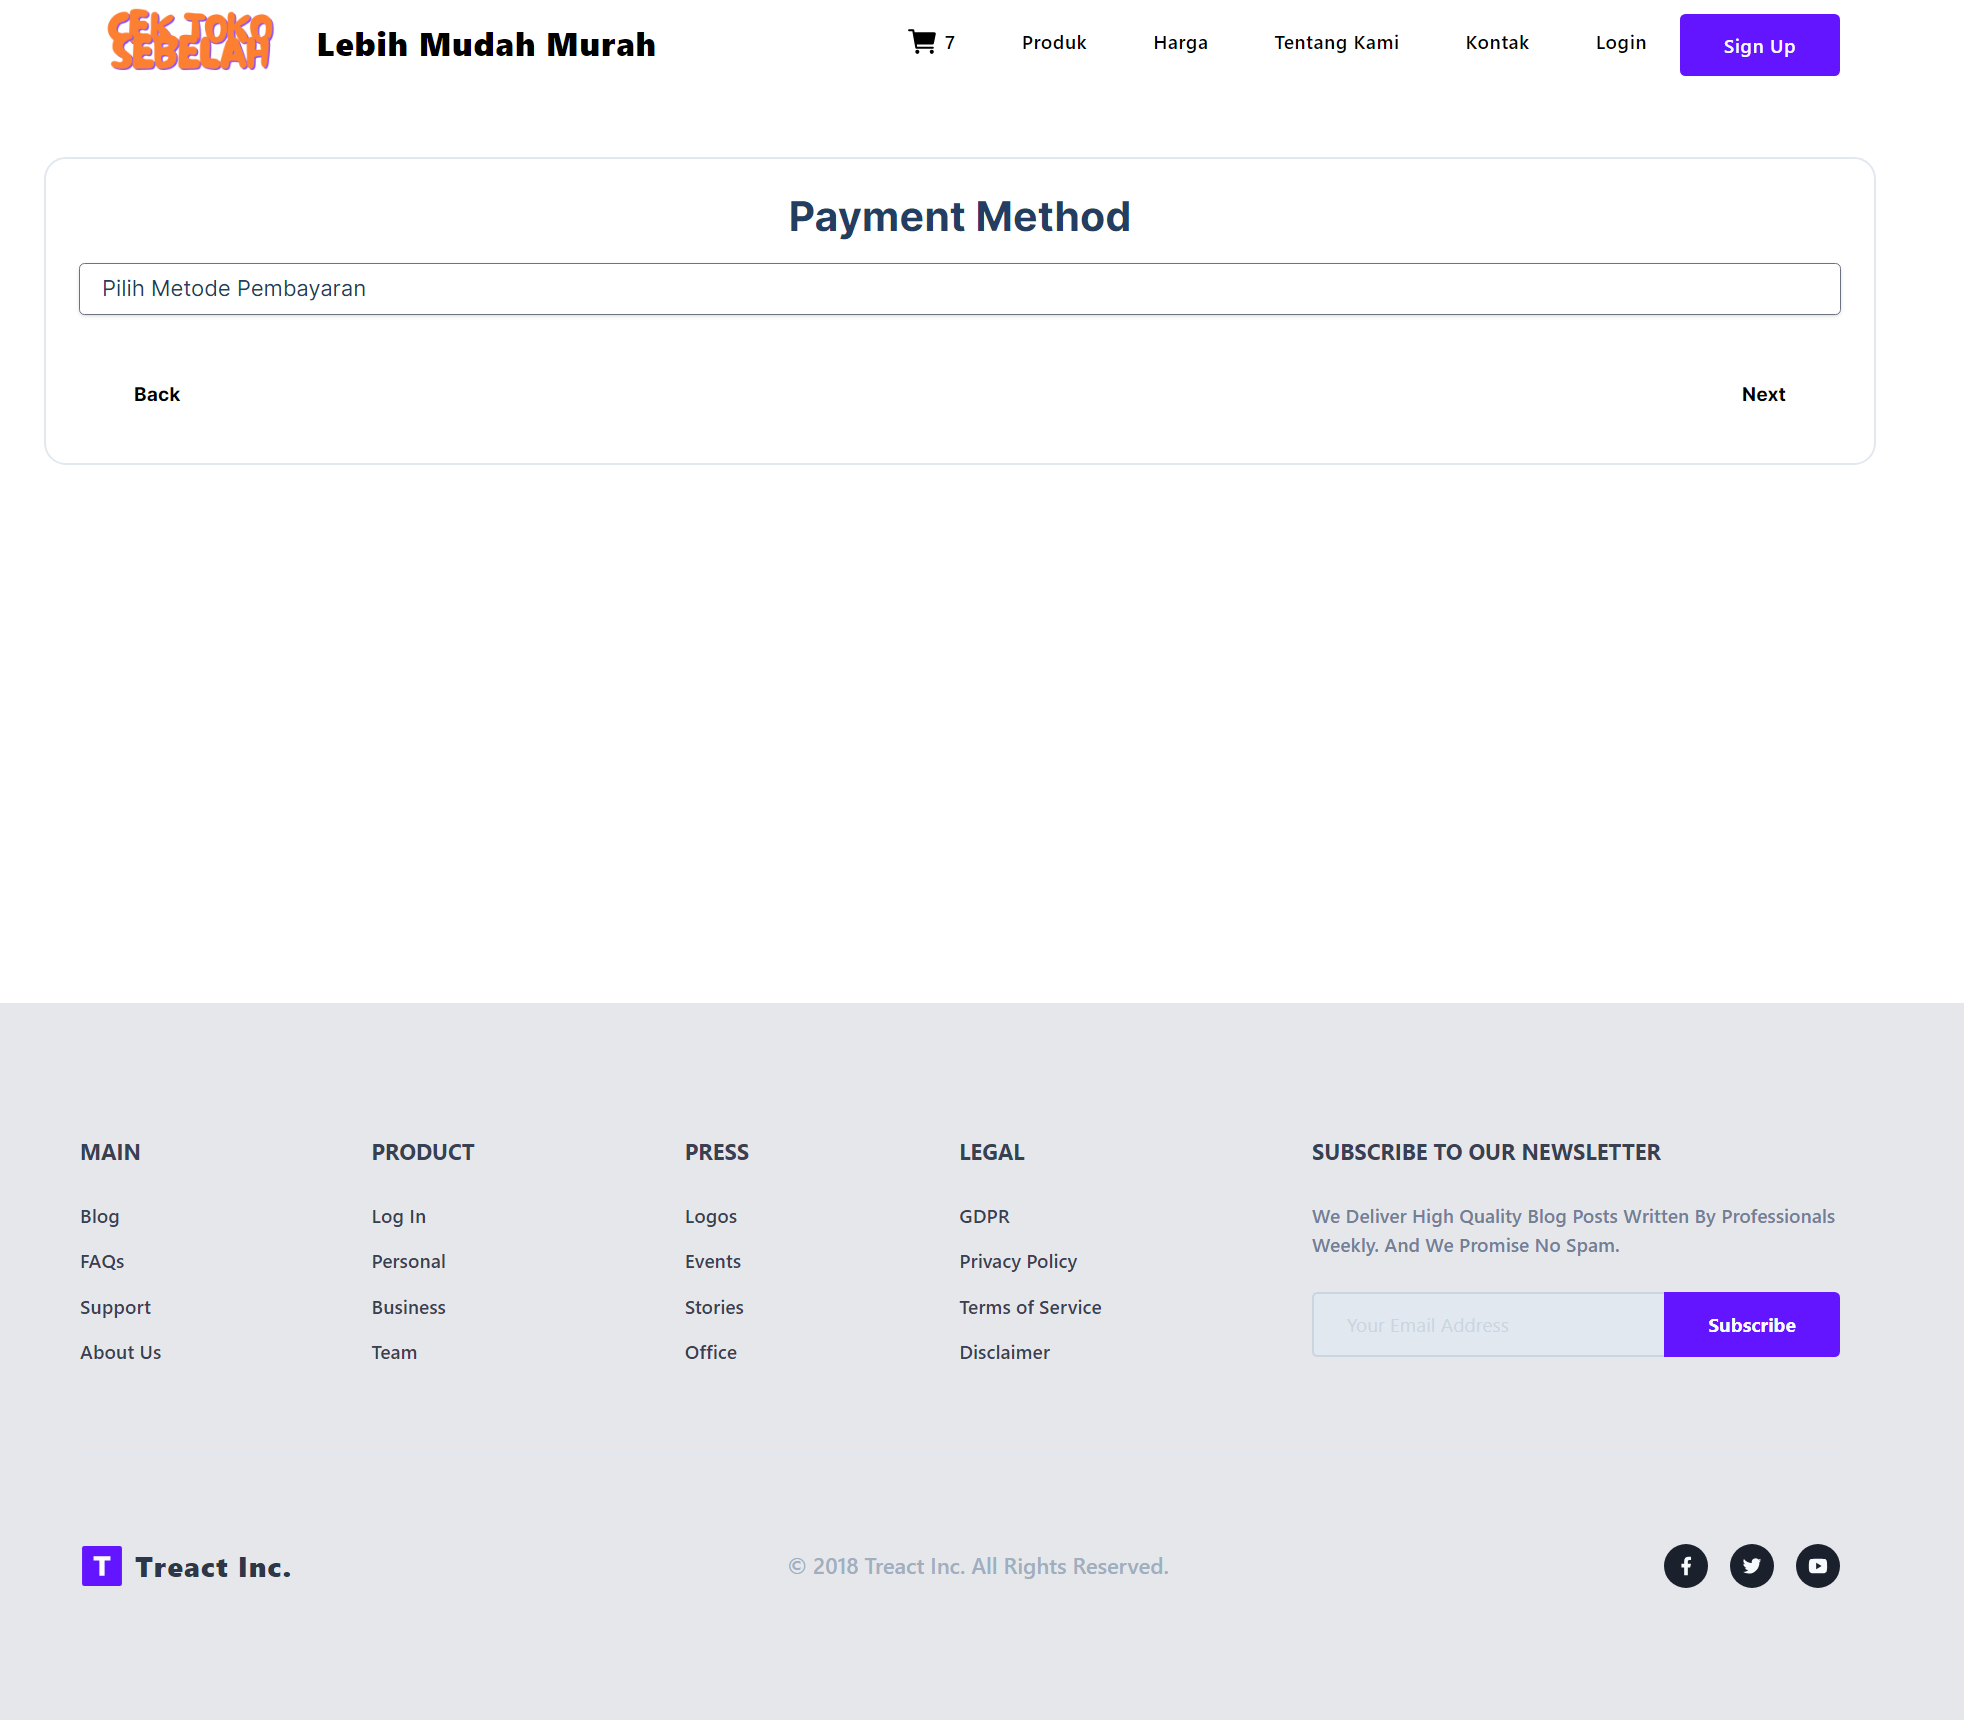 CEK TOKO
SEBELAH
Lebih Mudah Murah
7
Produk
Harga
Tentang Kami
Kontak
Login
Sign Up
Payment Method
Pilih Metode Pembayaran
Back
Next
MAIN
Blog
FAQs
Support
About Us
PRODUCT
Log In
Personal
Business
Team
PRESS
Logos
Events
Stories
Office
LEGAL
GDPR
Privacy Policy
Terms of Service
Disclaimer
SUBSCRIBE TO OUR NEWSLETTER
We Deliver High Quality Blog Posts Written By Professionals
Weekly. And We Promise No Spam.
Your Email Address
Subscribe
T
Treact Inc.
© 2018 Treact Inc. All Rights Reserved.